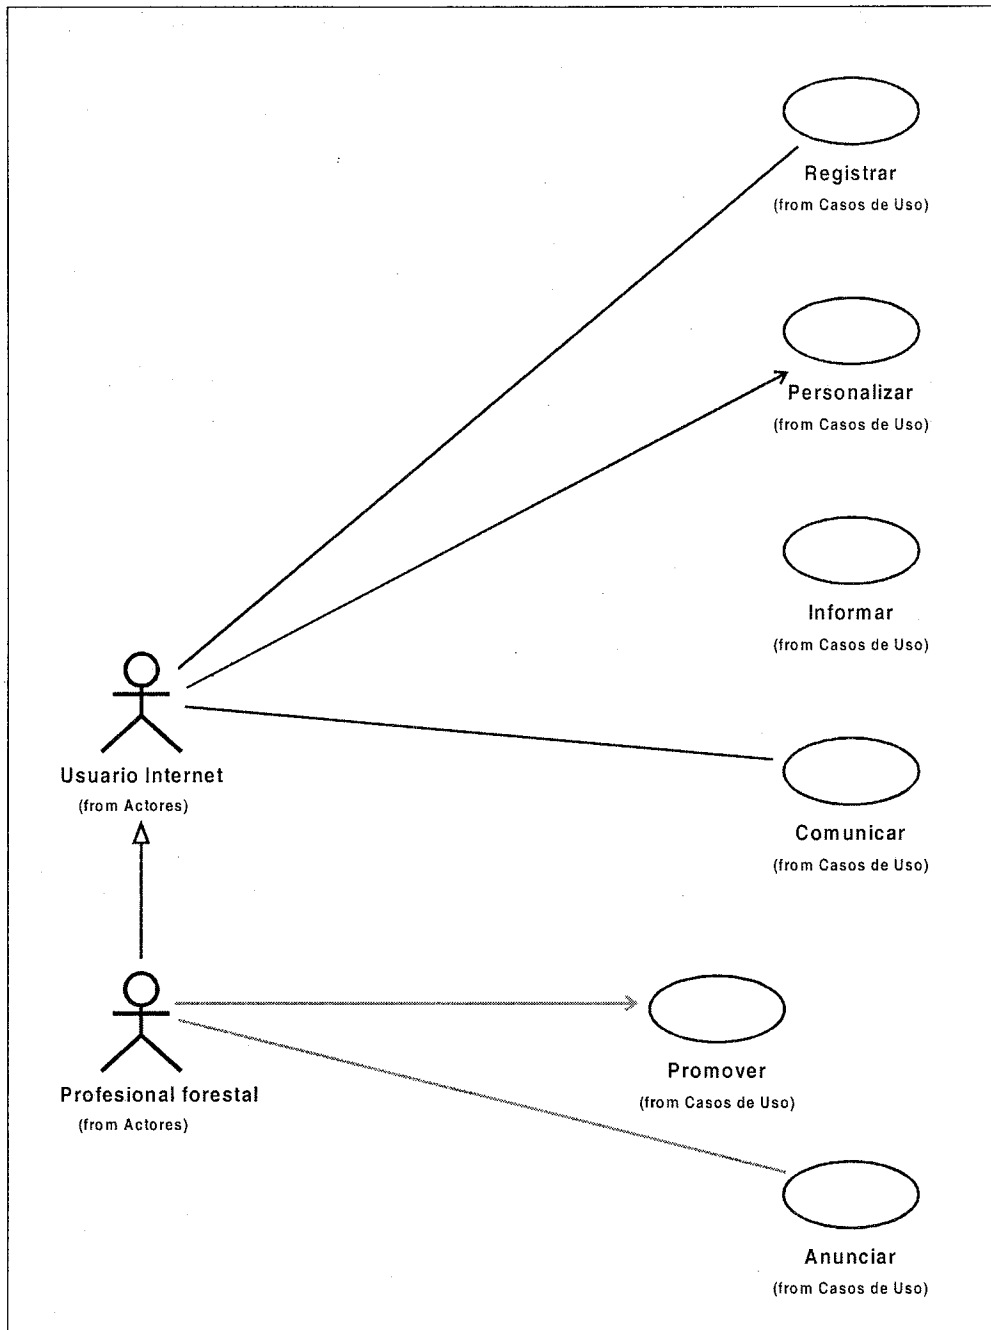 Registrar
(from Casos de Uso)
Personalizar
(from Casos de Uso)
Informar
(from Casos de Uso)
Usuario Internet
(from Actores)
Comunicar
(from Casos de Uso)
Promover
(from Casos de Uso)
Profesional forestal
(from Actores)
Anunciar
(from Casos de Uso)